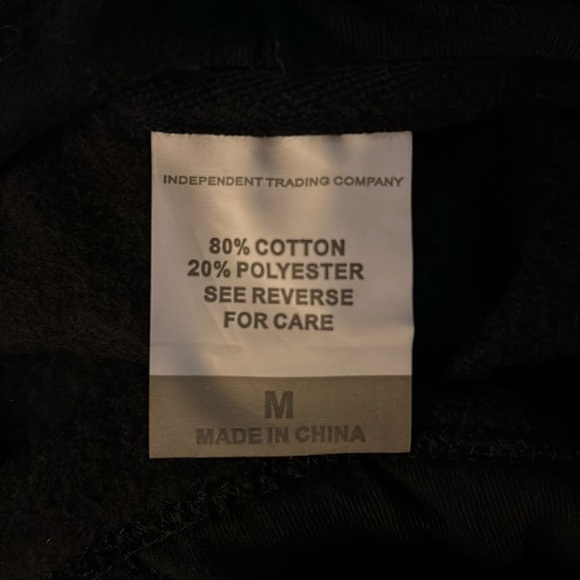 INDEPENDENT TRADING COMPANY
80% COTTON
20% POLYESTER
SEE REVERSE
FOR CARE
M
MADE IN CHINA